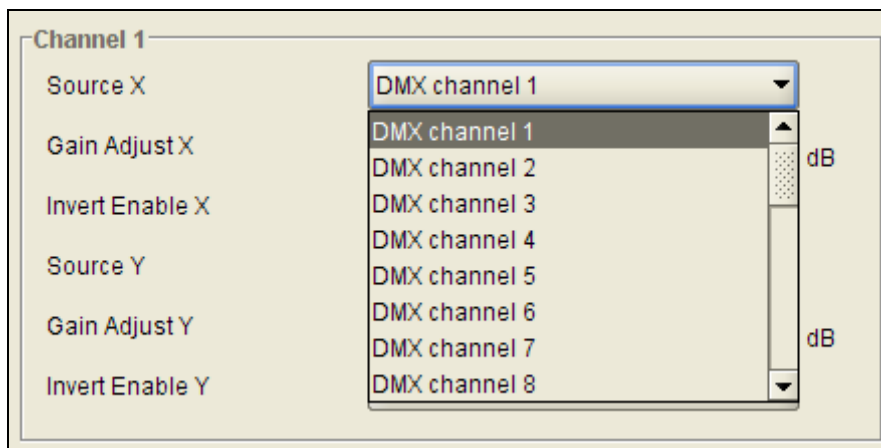 Channel 1
Source X
DMX channel 1
Gain Adjust X
dB
Invert Enable X
Source Y
Gain Adjust Y
dB
Invert Enable Y
DMX channel 1
DMX channel 2
DMX channel 3
DMX channel 4
DMX channel 5
DMX channel 6
DMX channel 7
DMX channel 8